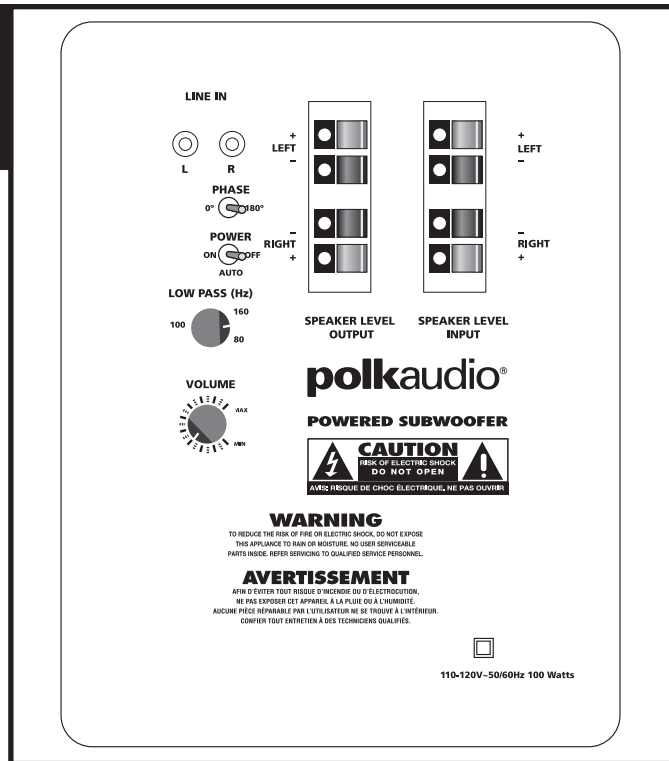 LINE IN
L R
PHASE
0° 180°
POWER
ON OFF
AUTO
LOW PASS (Hz)
160
100
80
VOLUME
MAX
MIN
+
LEFT
–
–
RIGHT
+
SPEAKER LEVEL
OUTPUT
+
LEFT
–
–
RIGHT
+
SPEAKER LEVEL
INPUT
polkaudio®
POWERED SUBWOOFER
CAUTION
RISK OF ELECTRIC SHOCK
DO NOT OPEN
AVIS: RISQUE DE CHOC ÉLECTRIQUE, NE PAS OUVRIR
WARNING
TO REDUCE THE RISK OF FIRE OR ELECTRIC SHOCK, DO NOT EXPOSE
THIS APPLIANCE TO RAIN OR MOISTURE. NO USER SERVICEABLE
PARTS INSIDE. REFER SERVICING TO QUALIFIED SERVICE PERSONNEL.
AVERTISSEMENT
AFIN D'ÉVITER TOUT RISQUE D'INCENDIE OU D'ÉLECTROCUTION,
NE PAS EXPOSER CET APPAREIL À LA PLUIE OU À L'HUMIDITÉ.
AUCUNE PIÈCE RÉPARABLE PAR L'UTILISATEUR NE SE TROUVE À L'INTÉRIEUR.
CONFIER TOUT ENTRETIEN À DES TECHNICIENS QUALIFIÉS.
110-120V~50/60Hz 100 Watts